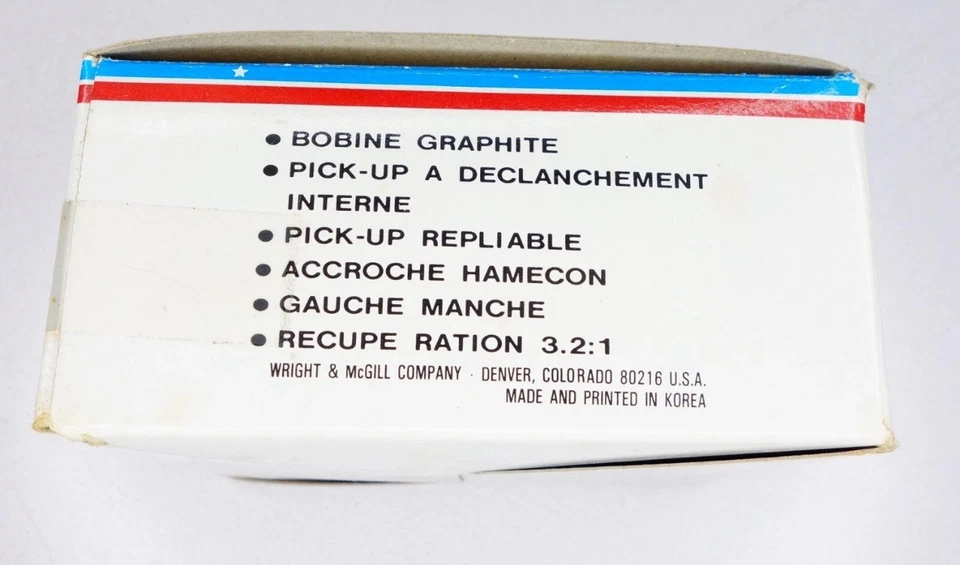 ● BOBINE GRAPHITE
● PICK-UP A DECLANCHEMENT
INTERNE
● PICK-UP REPLIABLE
● ACCROCHE HAMECON
● GAUCHE MANCHE
● RECUPE RATION 3.2:1
WRIGHT & McGILL COMPANY · DENVER, COLORADO 80216 U.S.A.
MADE AND PRINTED IN KOREA